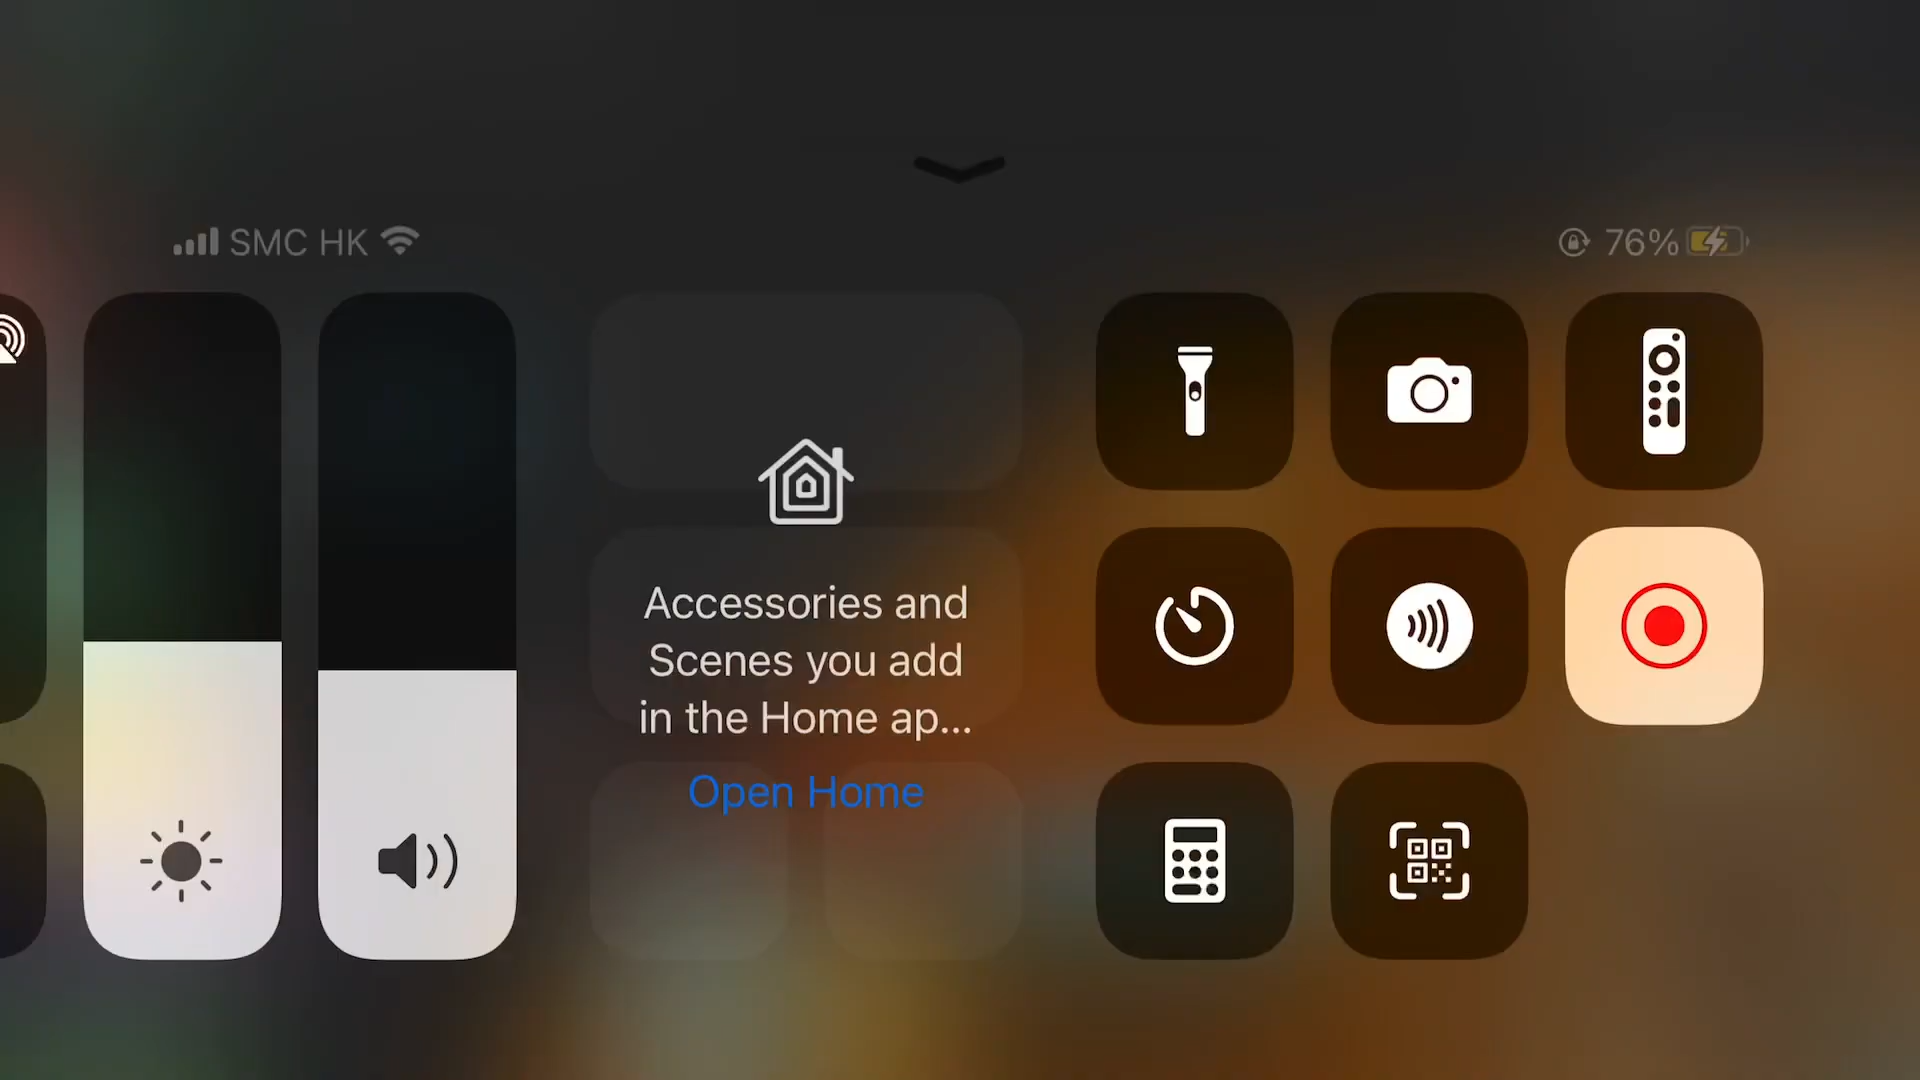 SMC HK
76%
Accessories and
Scenes you add
in the Home ap...
Open Home